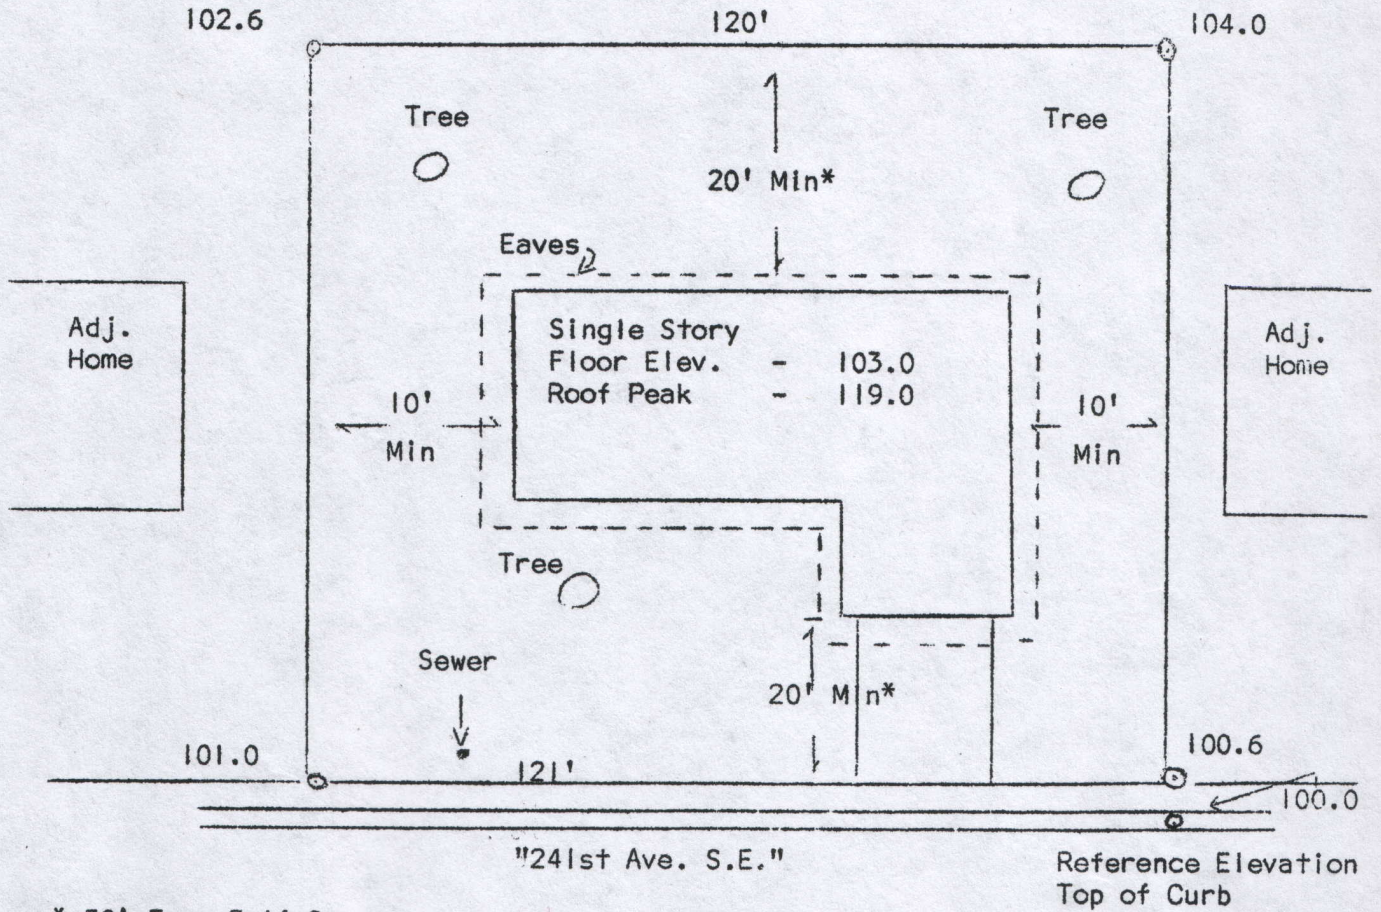 102.6
120'
104.0
Tree
Tree
20' Min*
Eaves
Adj.
Home
Single Story
Floor Elev. - 103.0
Roof Peak - 119.0
Adj.
Home
10'
Min
10'
Min
Tree
Sewer
20' Min*
101.0
121'
100.6
100.0
"241st Ave. S.E."
Reference Elevation
Top of Curb